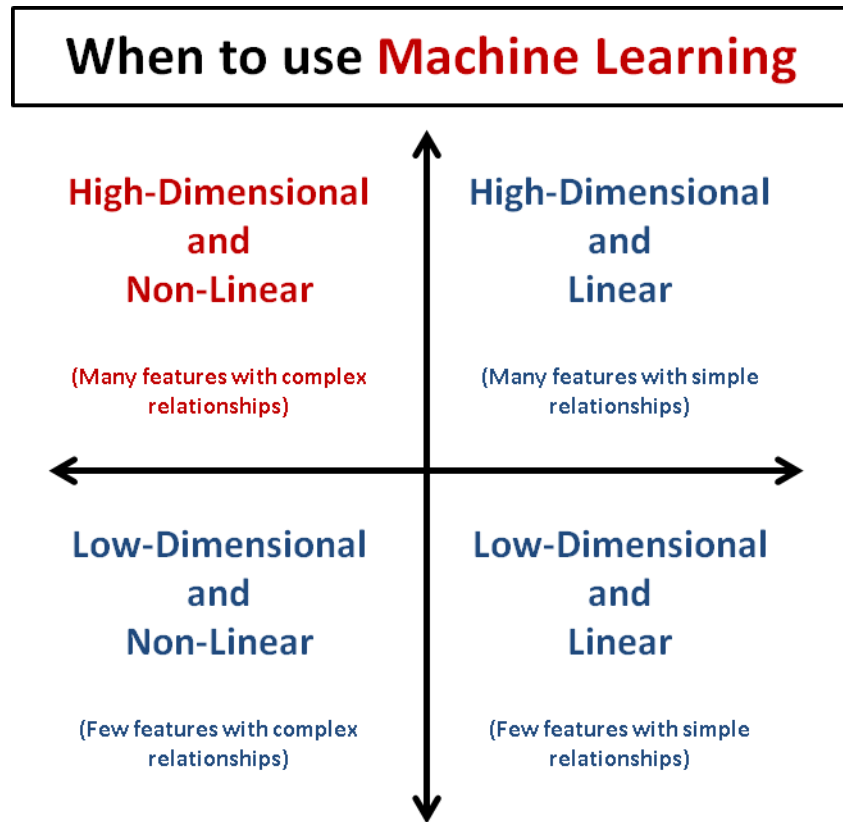 When to use Machine Learning
High-Dimensional
and
Non-Linear
(Many features with complex
relationships)
High-Dimensional
and
Linear
(Many features with simple
relationships)
Low-Dimensional
and
Non-Linear
(Few features with complex
relationships)
Low-Dimensional
and
Linear
(Few features with simple
relationships)